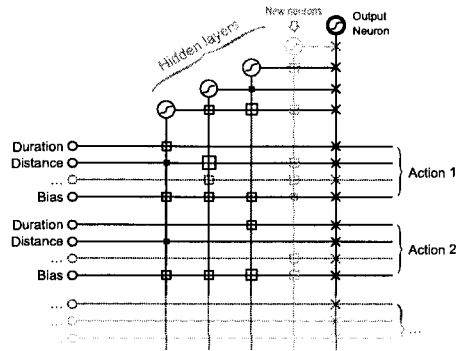 New neurons
Output
Neuron
Hidden layers
Duration
Distance
...
Bias
Action 1
Duration
Distance
...
Bias
Action 2
...
...
...
...